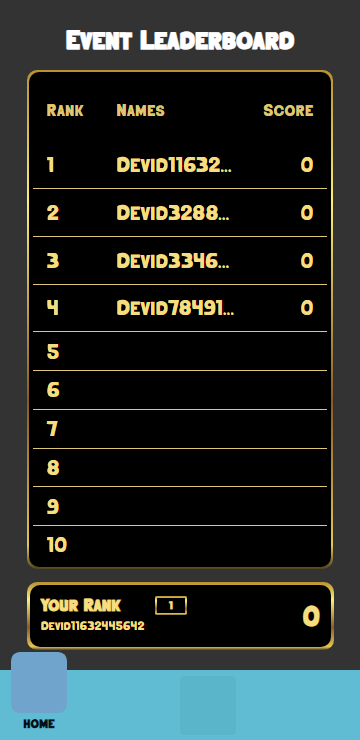 Event Leaderboard
Rank Names Score
1 Devid11632... 0
2 Devid3288... 0
3 Devid3346... 0
4 Devid78491... 0
5
6
7
8
9
10
Your Rank 1 0
Devid11632445642
HOME